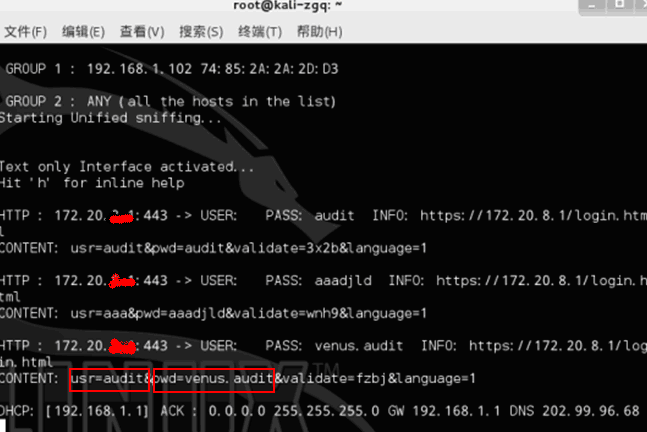 root@kali-zgq: ~
文件(F) 编辑(E) 查看(V) 搜索(S) 终端(T) 帮助(H)
GROUP 1 : 192.168.1.102 74:85:2A:2A:2D:D3
GROUP 2 : ANY (all the hosts in the list)
Starting Unified sniffing...
Text only Interface activated...
Hit 'h' for inline help
HTTP : 172.20. :443 -> USER: PASS: audit INFO: https://172.20.8.1/login.htm
l
CONTENT: usr=audit&pwd=audit&validate=3x2b&language=1
HTTP : 172.20. :443 -> USER: PASS: aaadjld INFO: https://172.20.8.1/login.h
tml
CONTENT: usr=aaa&pwd=aaadjld&validate=wnh9&language=1
HTTP : 172.20. :443 -> USER: PASS: venus.audit INFO: https://172.20.8.1/log
in.html
CONTENT: usr=audit&pwd=venus.audit&validate=fzbj&language=1
DHCP: [192.168.1.1] ACK : 0.0.0.0 255.255.255.0 GW 192.168.1.1 DNS 202.99.96.68